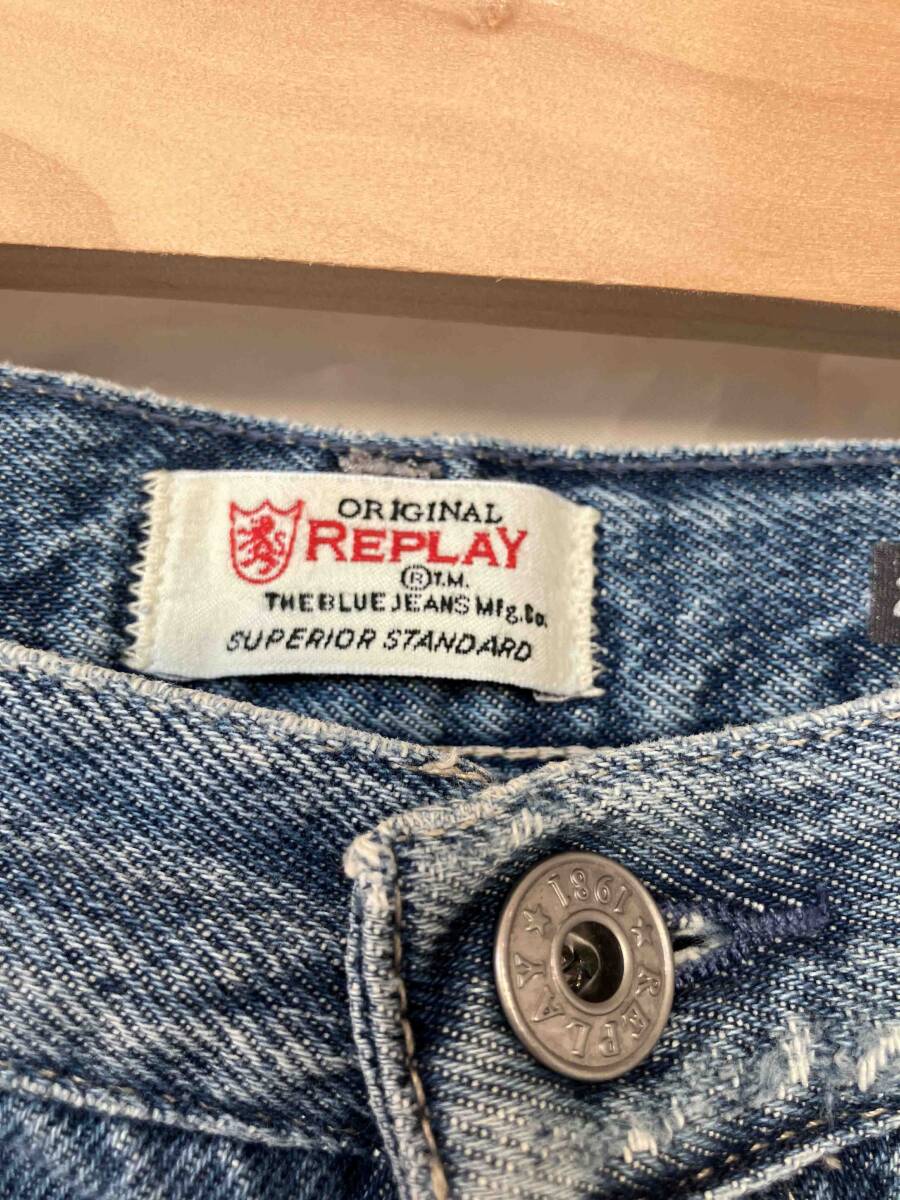 ORIGINAL
REPLAY
® T.M.
THE BLUE JEANS Mfg. Co.
SUPERIOR STANDARD
S
1981
REPLAY